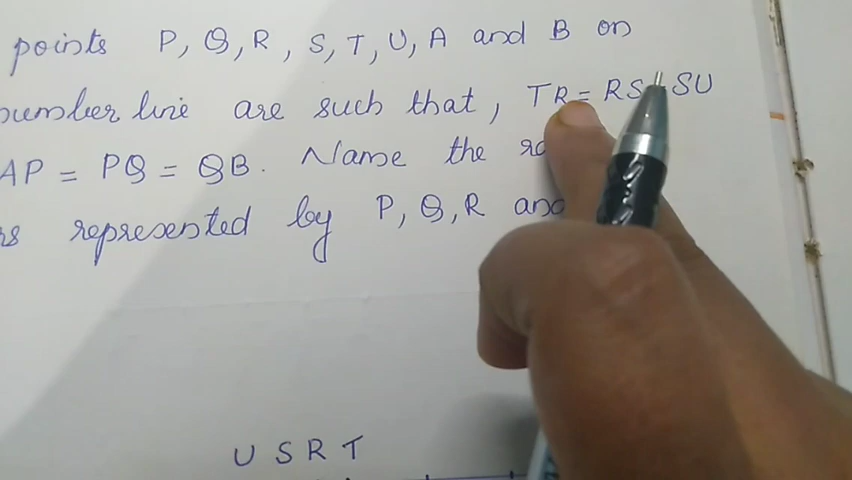 points P, Q, R, S, T, U, A and B on
number line are such that, TR = RS = SU
AP = PQ = QB. Name the
rs represented by P, Q, R and
U S R T